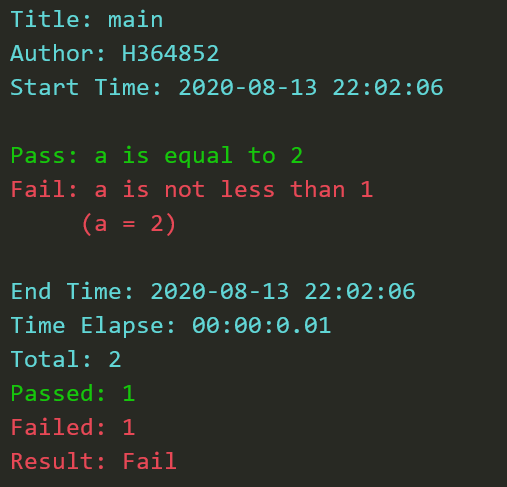 Title: main
Author: H364852
Start Time: 2020-08-13 22:02:06
Pass: a is equal to 2
Fail: a is not less than 1
(a = 2)
End Time: 2020-08-13 22:02:06
Time Elapse: 00:00:0.01
Total: 2
Passed: 1
Failed: 1
Result: Fail